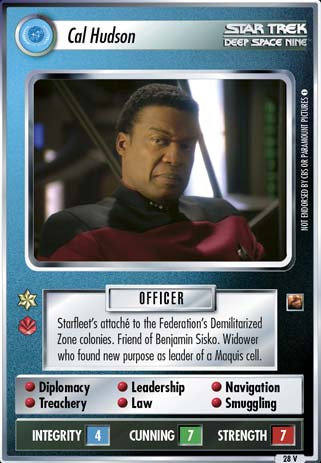 Cal Hudson
STAR TREK
DEEP SPACE NINE
NOT ENDORSED BY CBS OR PARAMOUNT PICTURES
OFFICER
Starfleet's attaché to the Federation's Demilitarized
Zone colonies. Friend of Benjamin Sisko. Widower
who found new purpose as leader of a Maquis cell.
Diplomacy Leadership Navigation
Treachery Law Smuggling
INTEGRITY 4 CUNNING 7 STRENGTH 7
28 V